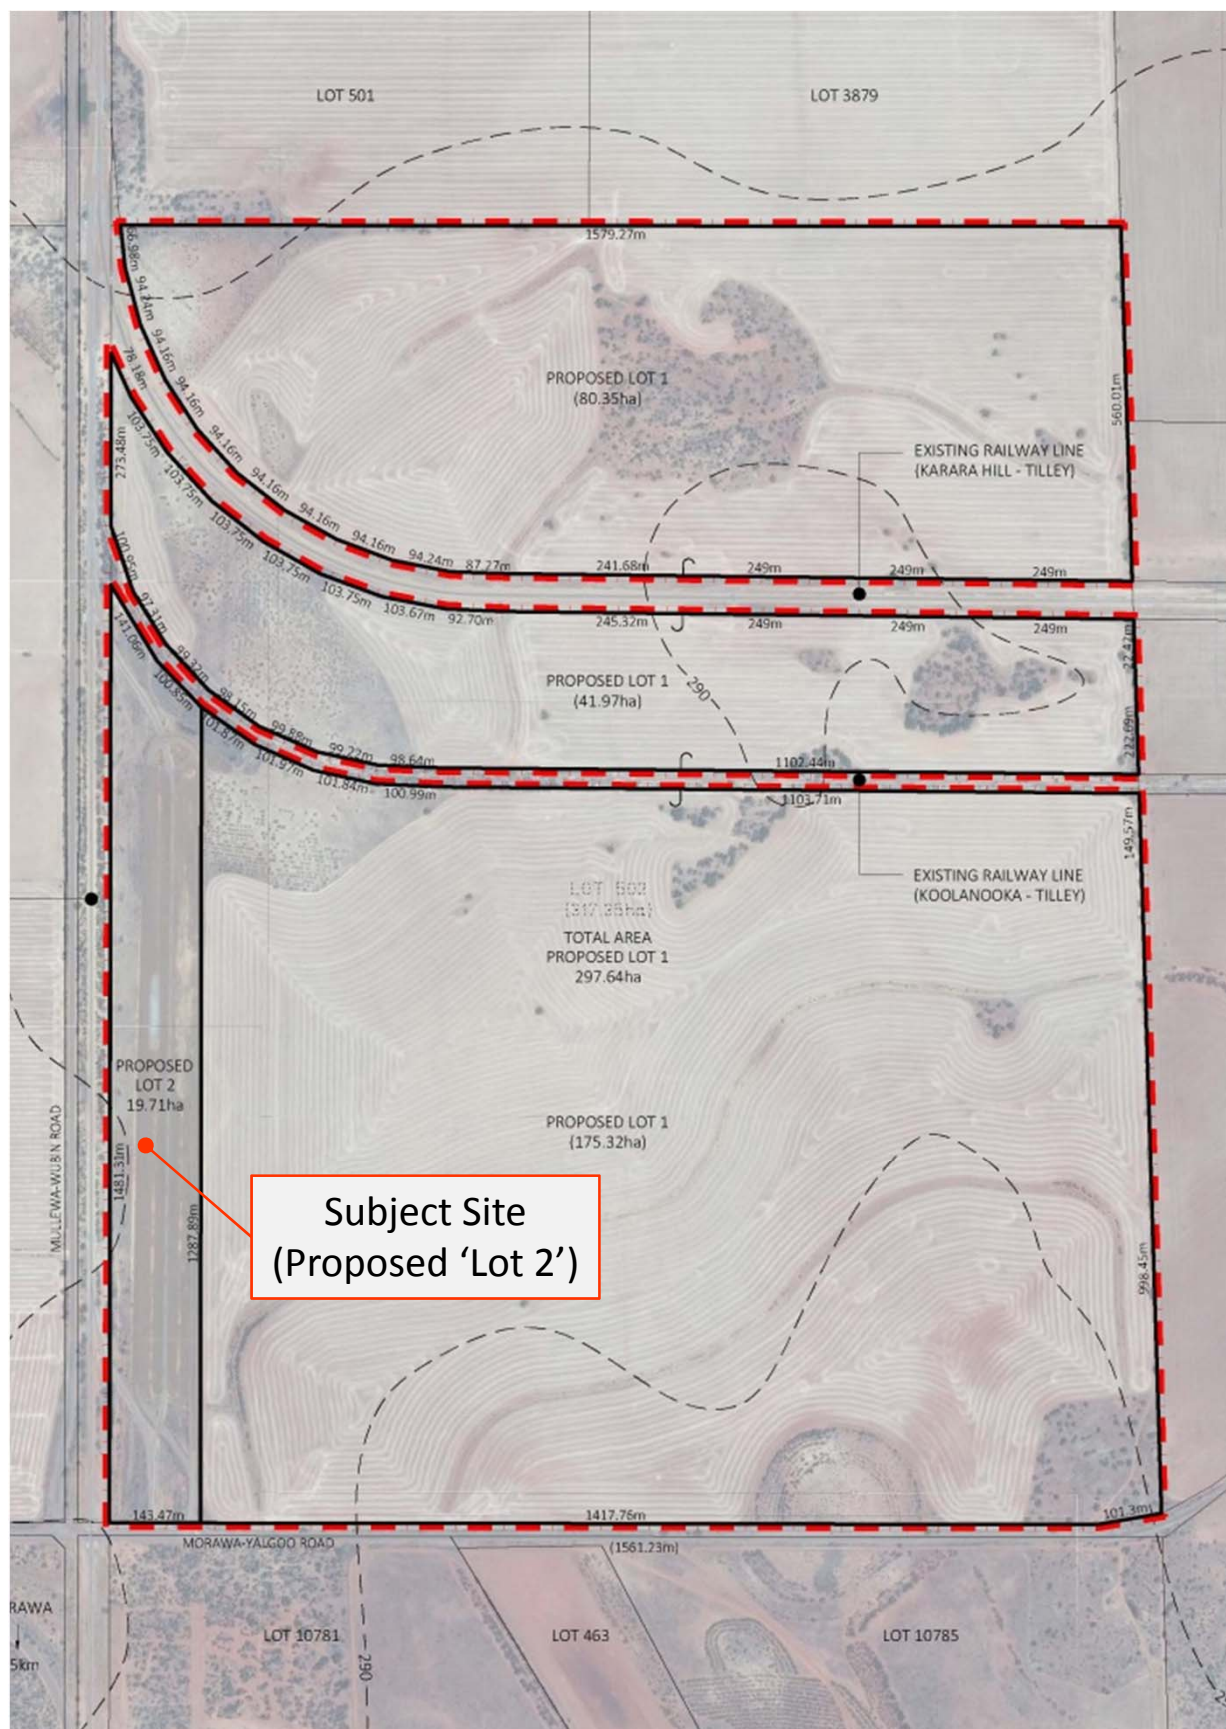 LOT 501
LOT 3879
1579.27m
66.98m
94.24m
94.16m
94.16m
94.16m
94.16m
94.16m
94.16m
94.24m
87.27m
241.68m
249m
249m
249m
560.01m
PROPOSED LOT 1
(80.35ha)
EXISTING RAILWAY LINE
(KARARA HILL - TILLEY)
78.18m
103.75m
103.75m
103.75m
103.75m
103.75m
103.67m
92.70m
245.32m
249m
249m
249m
273.48m
22.42m
222.69m
PROPOSED LOT 1
(41.97ha)
290
100.95m
97.31m
99.32m
98.15m
99.88m
99.22m
98.64m
1102.44m
141.06m
100.85m
101.87m
101.97m
101.84m
100.99m
1103.71m
149.57m
EXISTING RAILWAY LINE
(KOOLANOOKA - TILLEY)
LOT 503
(317.35ha)
TOTAL AREA
PROPOSED LOT 1
297.64ha
PROPOSED
LOT 2
19.71ha
PROPOSED LOT 1
(175.32ha)
MULLEWA-WUBIN ROAD
1481.31m
1287.89m
Subject Site
(Proposed ‘Lot 2’)
998.45m
143.47m
1417.76m
101.3m
MORAWA-YALGOO ROAD
(1561.23m)
RAWA
5km
LOT 10781
LOT 463
LOT 10785
290